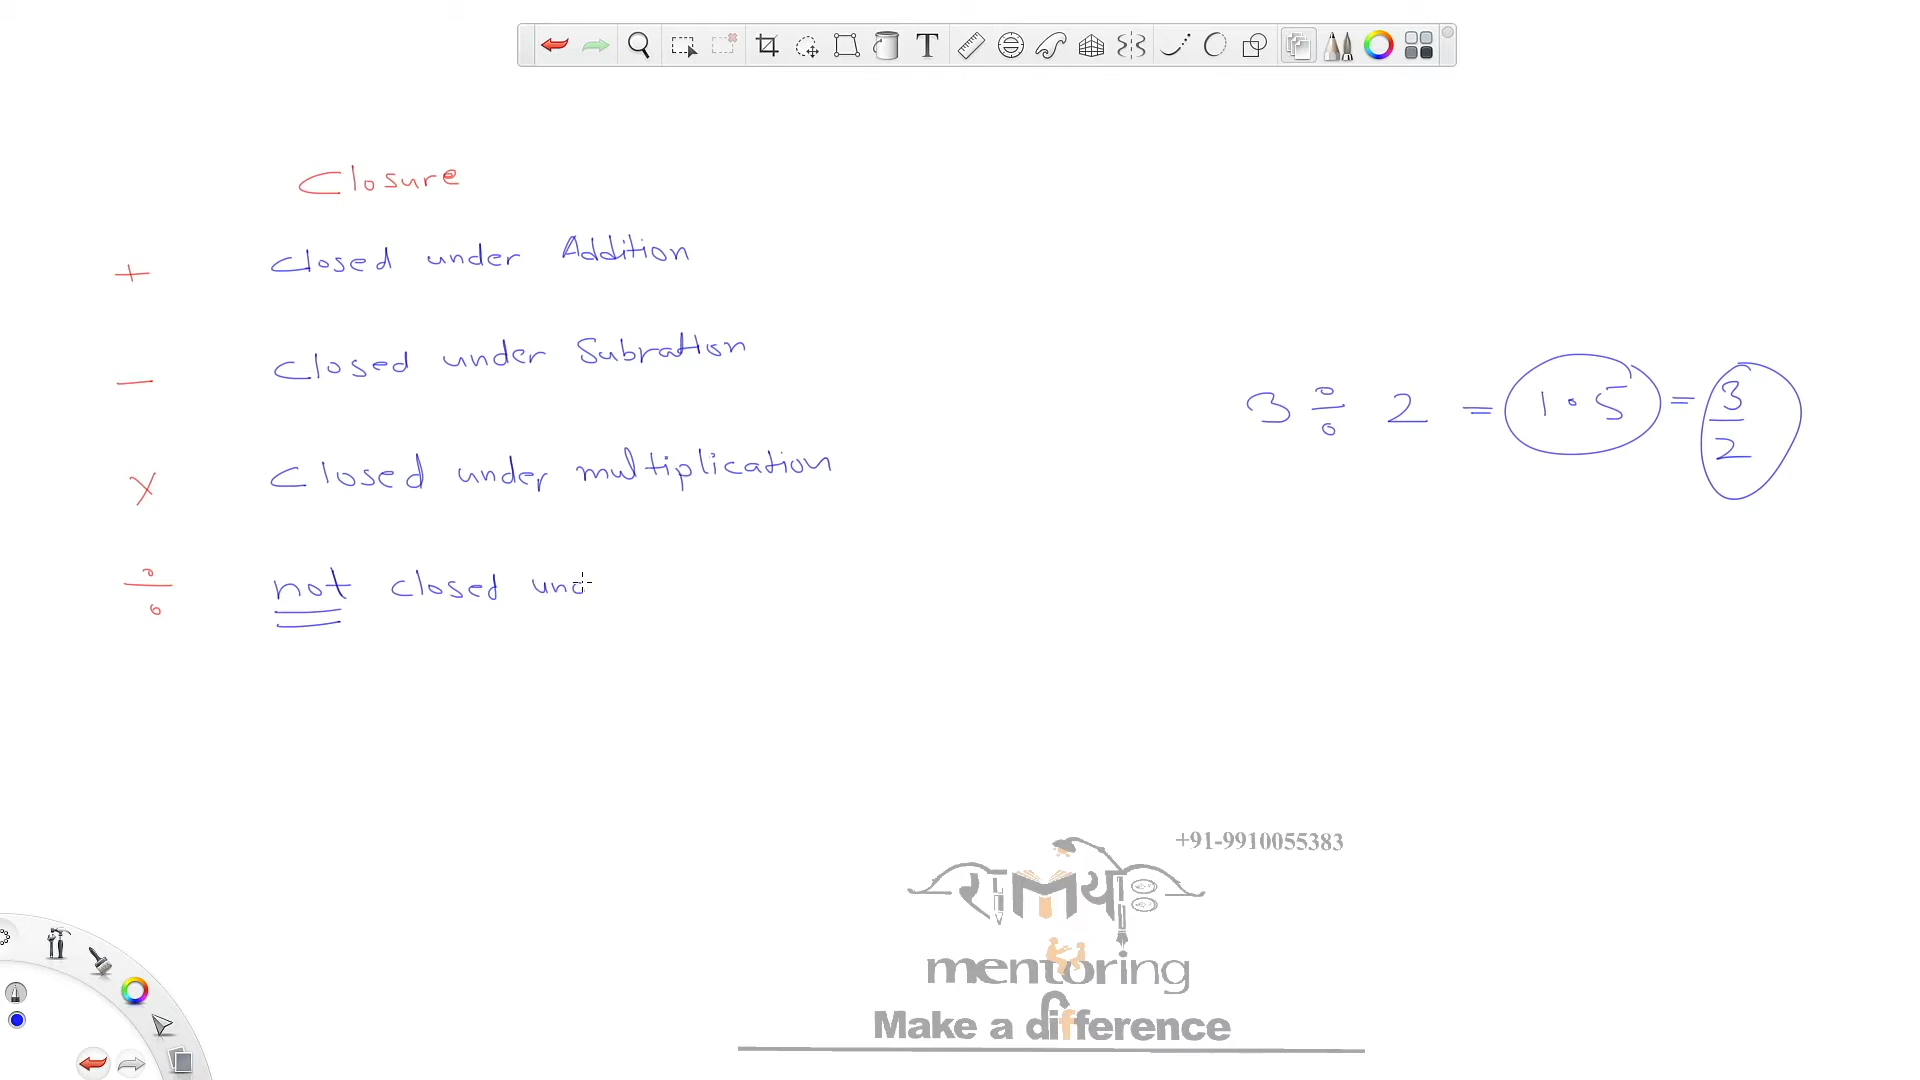 Closure
+ Closed under Addition
— Closed under Subration
x Closed under multiplication
÷ not closed und
3 ÷ 2 = 1.5 = 3/2
+91-9910055383
mentoring
Make a difference